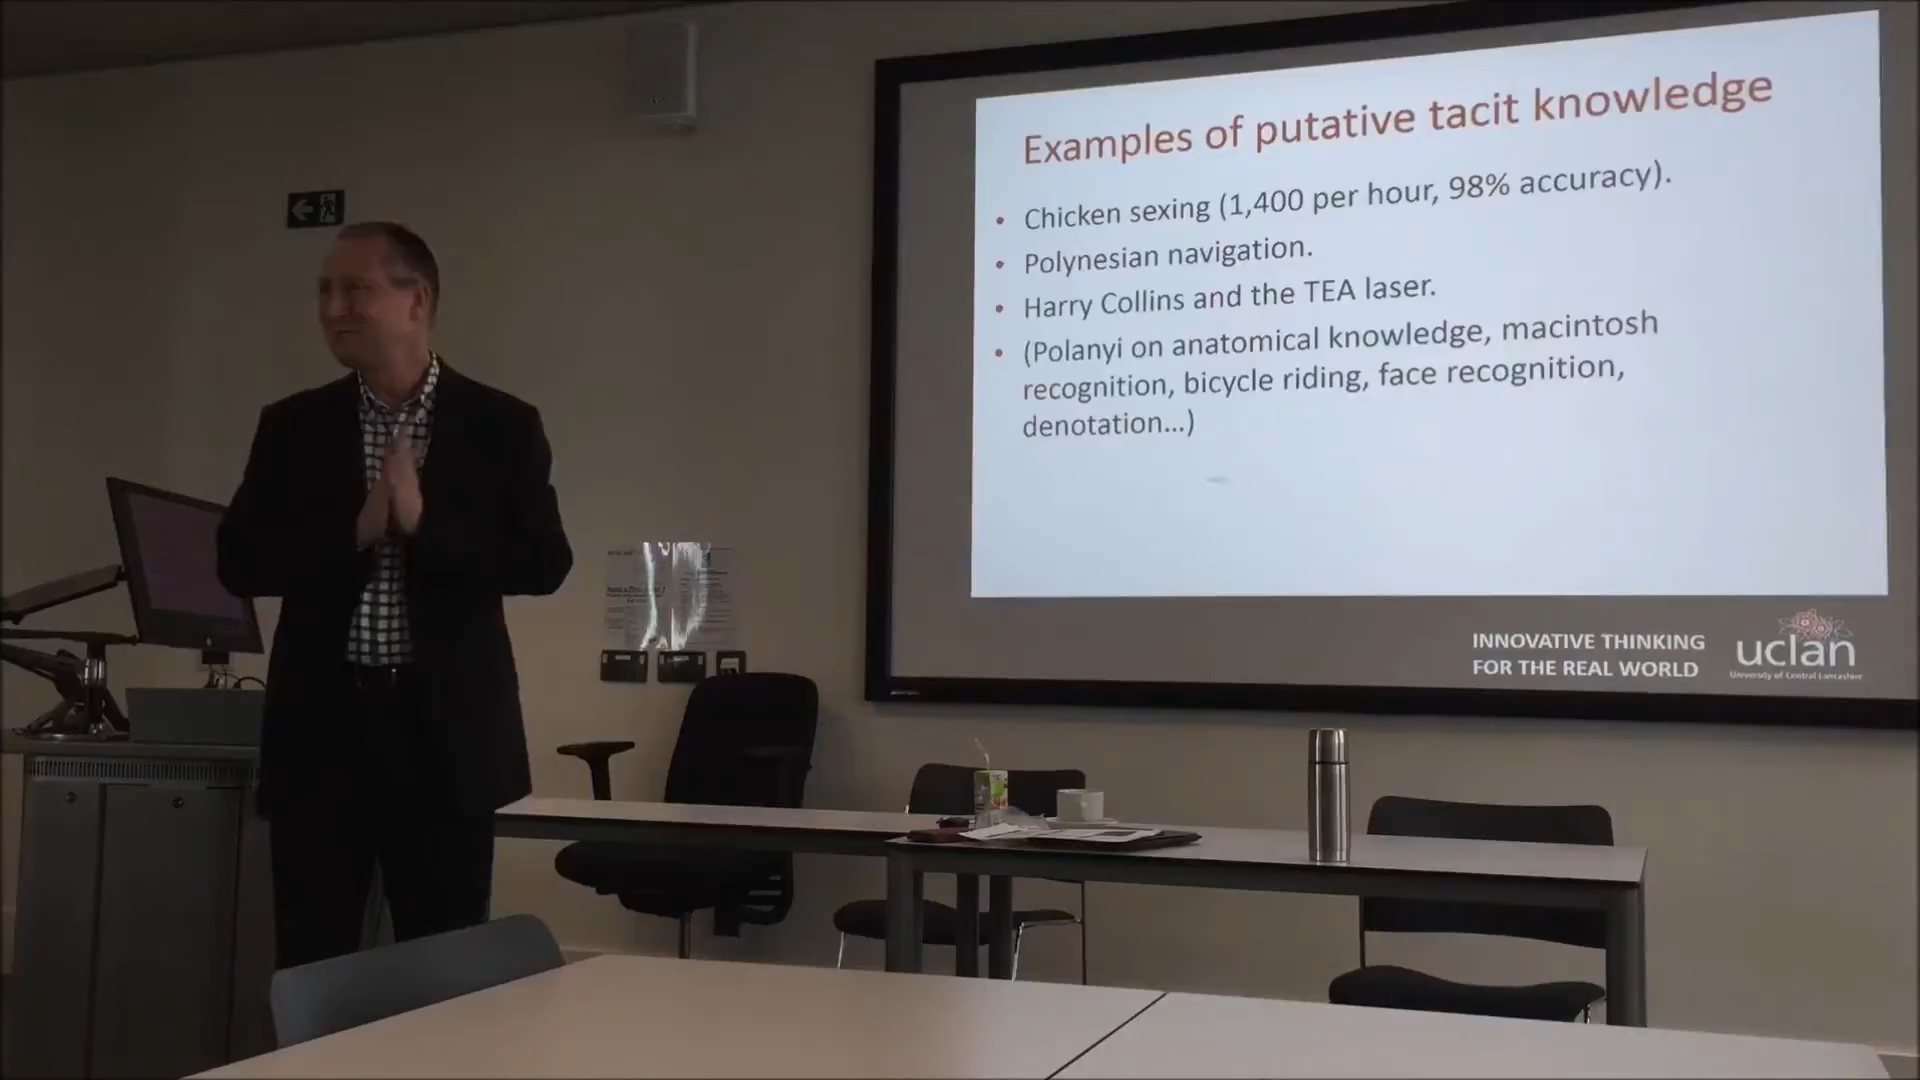 Examples of putative tacit knowledge
• Chicken sexing (1,400 per hour, 98% accuracy).
• Polynesian navigation.
• Harry Collins and the TEA laser.
• (Polanyi on anatomical knowledge, macintosh
recognition, bicycle riding, face recognition,
denotation...)
INNOVATIVE THINKING
FOR THE REAL WORLD
uclan
University of Central Lancashire